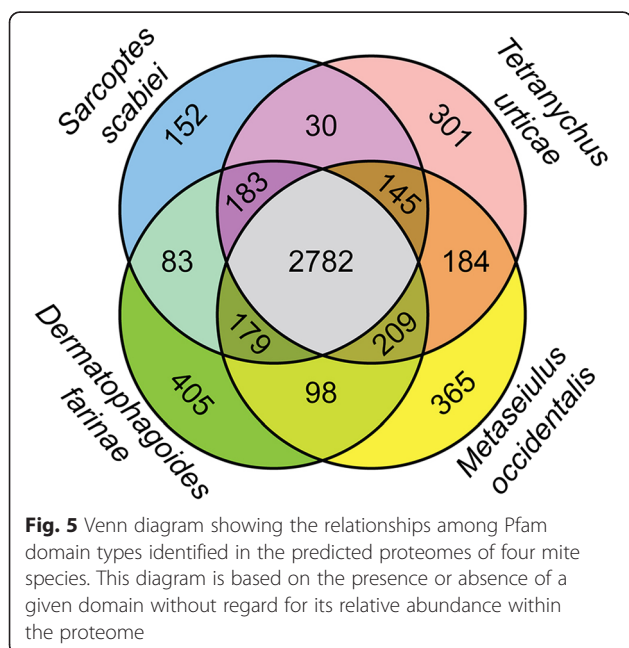 Sarcoptes
scabiei
Tetranychus
urticae
152
30
301
183
145
83
2782
184
179
209
405
98
365
Dermatophagoides
farinae
Metaseiulus
occidentalis
Fig. 5 Venn diagram showing the relationships among Pfam
domain types identified in the predicted proteomes of four mite
species. This diagram is based on the presence or absence of a
given domain without regard for its relative abundance within
the proteome